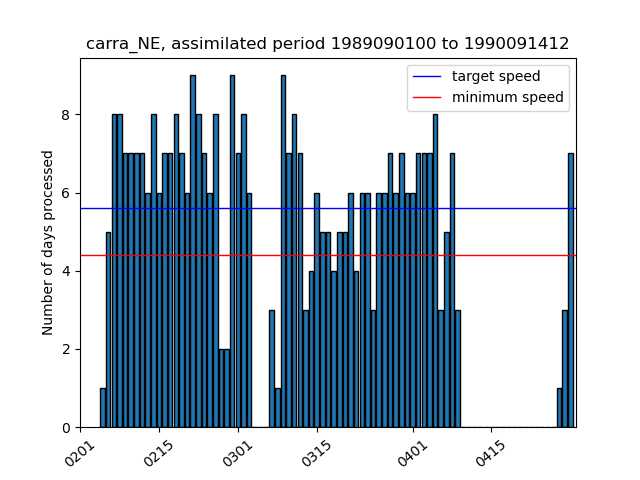 carra_NE, assimilated period 1989090100 to 1990091412
target speed
minimum speed
Number of days processed
8
6
4
2
0
0201
0215
0301
0315
0401
0415